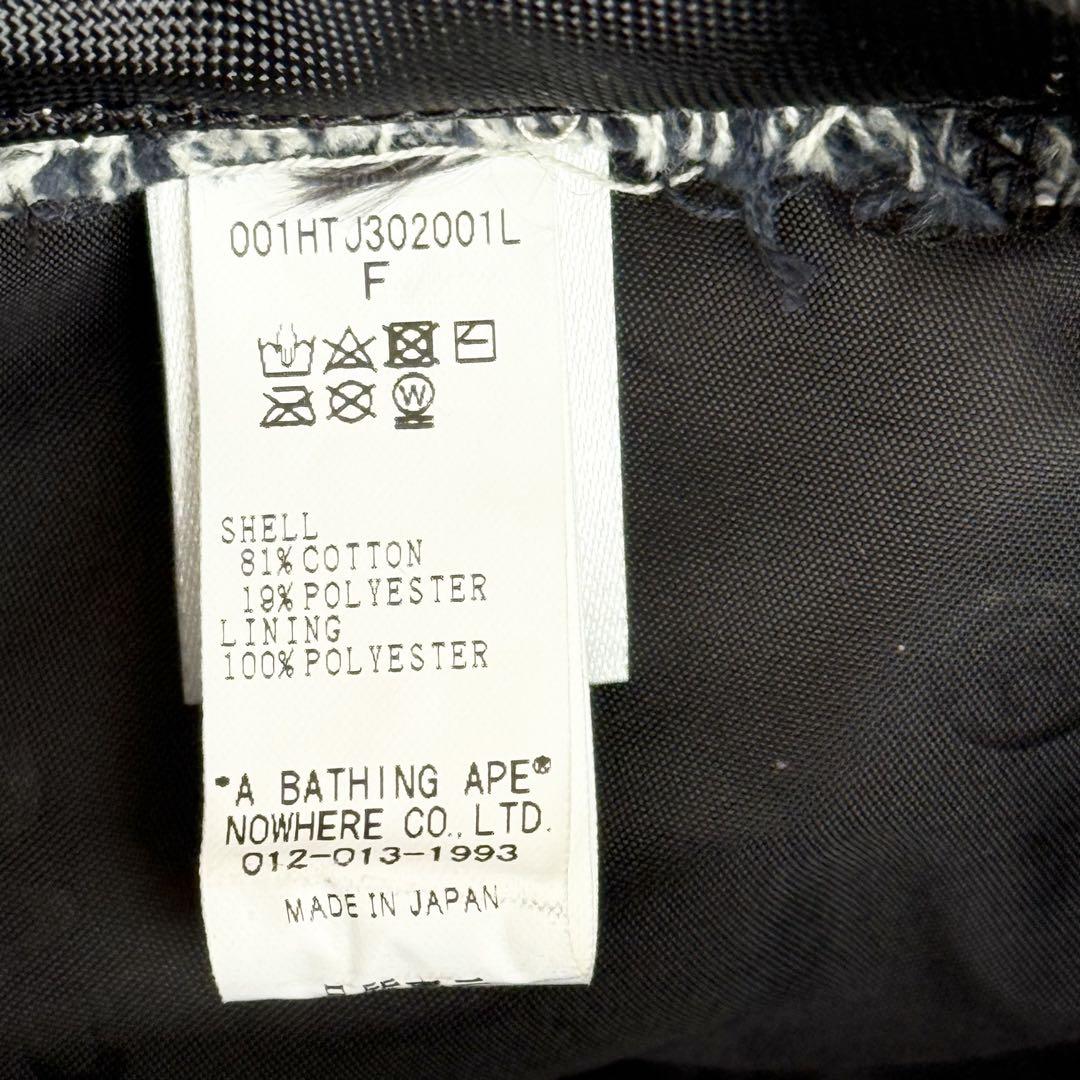 001HTJ302001L
F
W
SHELL
81%COTTON
19%POLYESTER
LINING
100%POLYESTER
"A BATHING APE®"
NOWHERE CO., LTD.
012-013-1993
MADE IN JAPAN